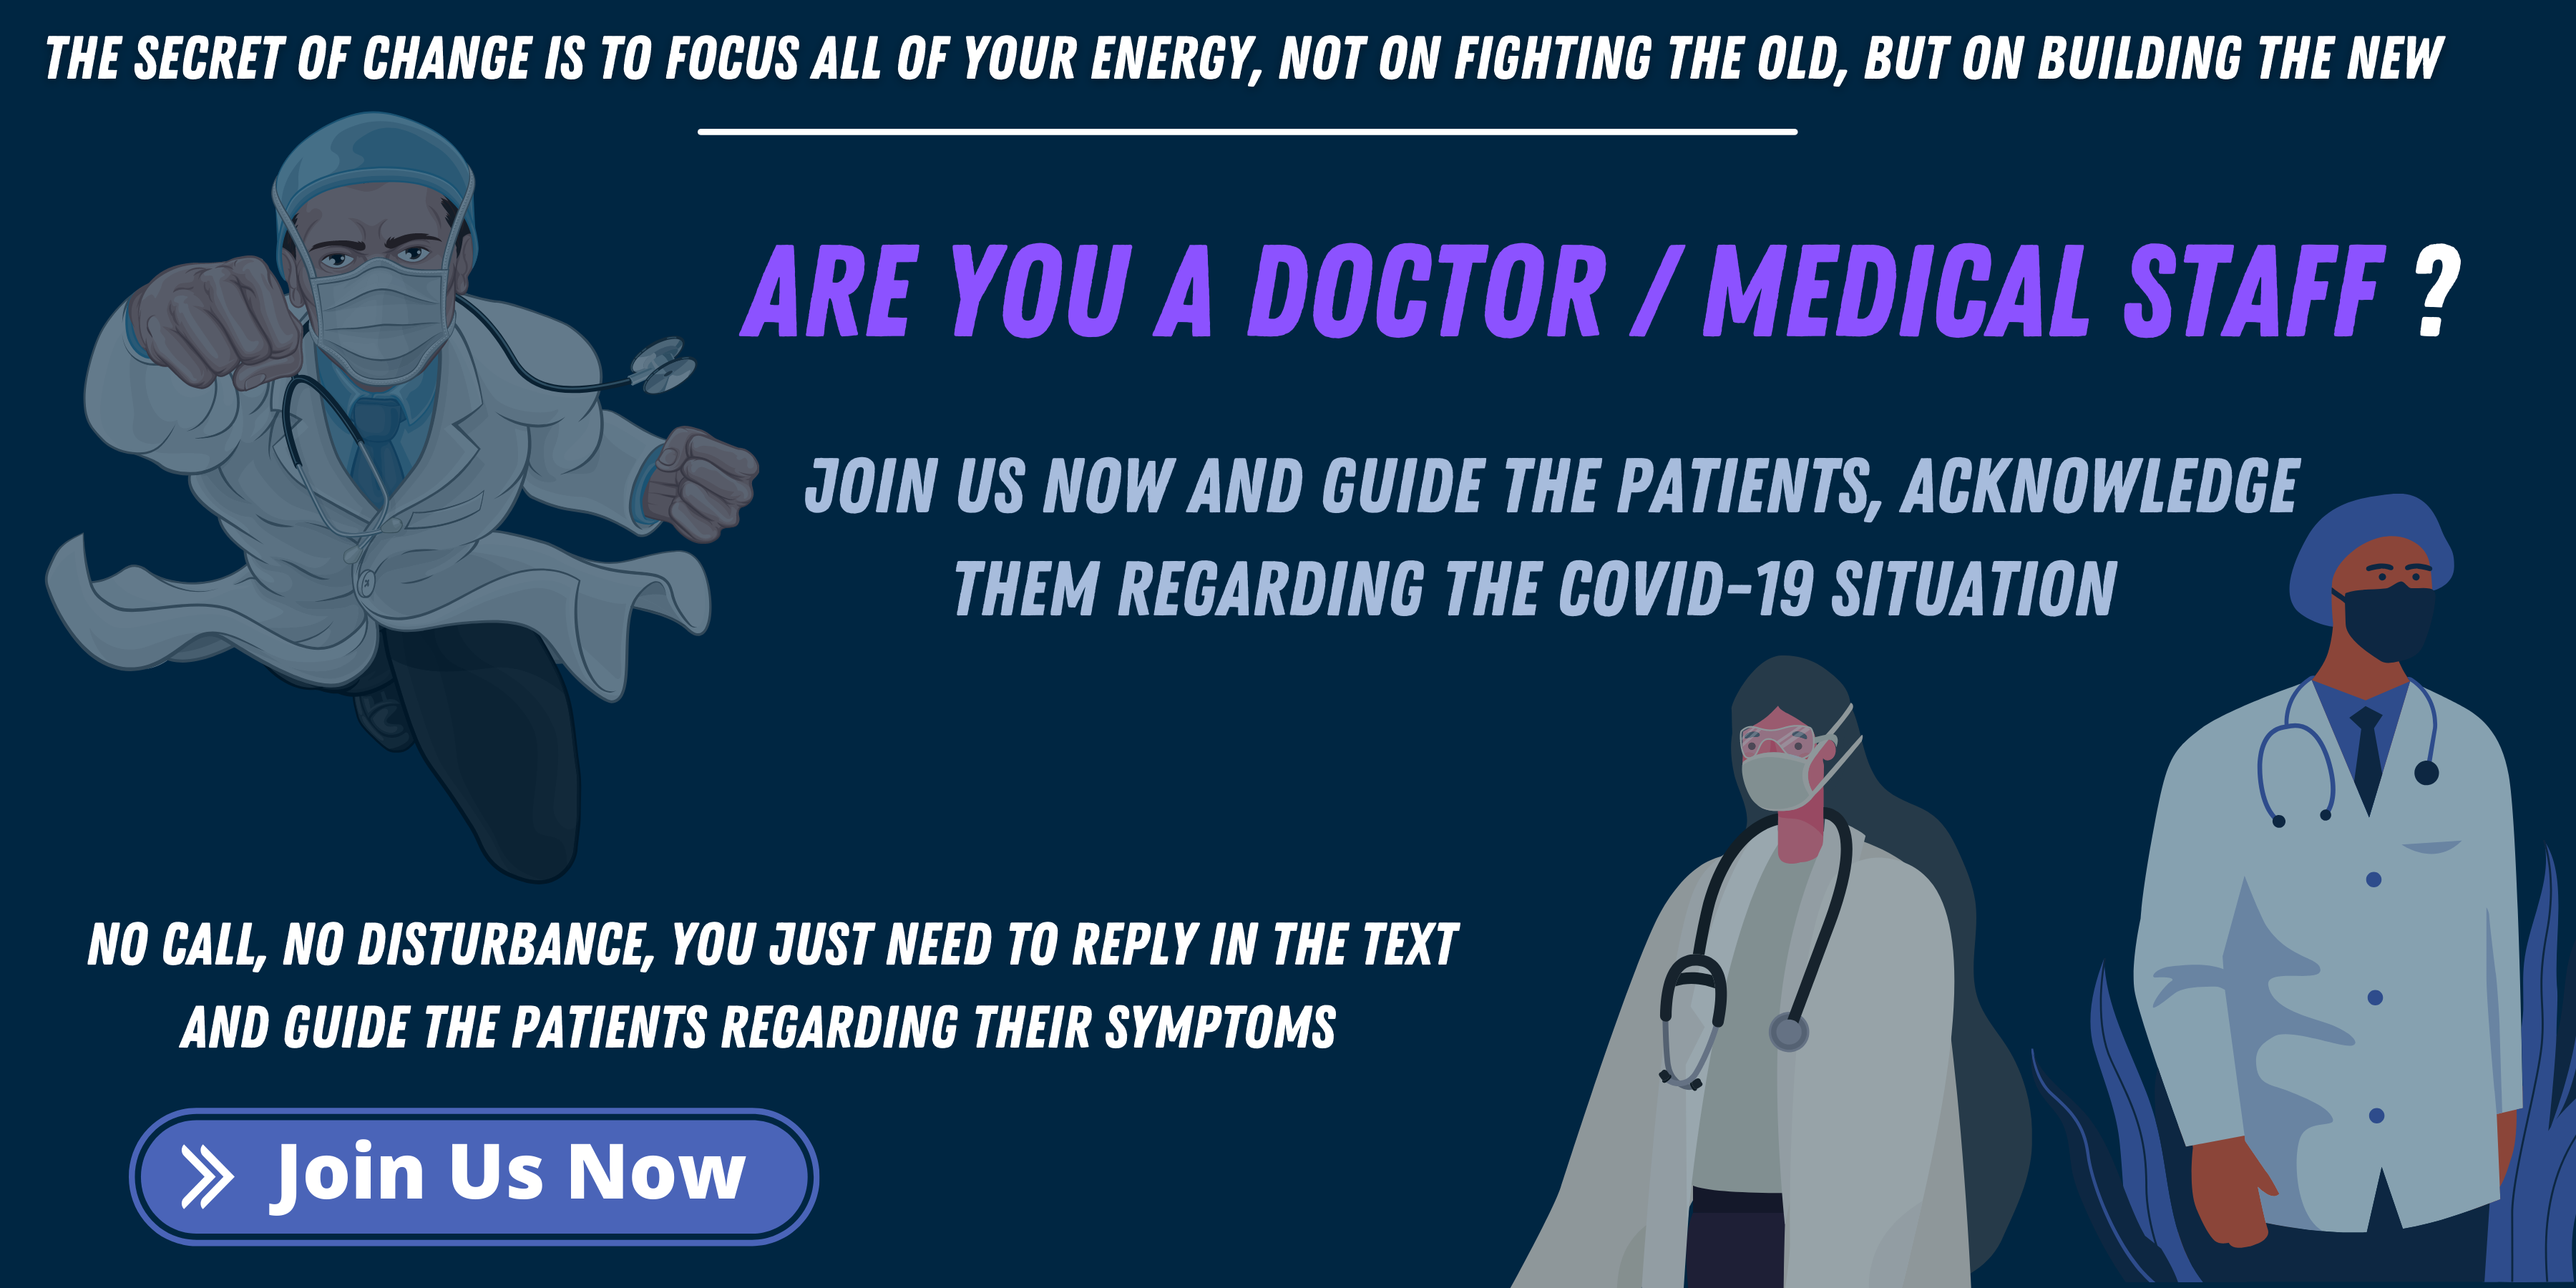 THE SECRET OF CHANGE IS TO FOCUS ALL OF YOUR ENERGY, NOT ON FIGHTING THE OLD, BUT ON BUILDING THE NEW
ARE YOU A DOCTOR / MEDICAL STAFF ?
JOIN US NOW AND GUIDE THE PATIENTS, ACKNOWLEDGE
THEM REGARDING THE COVID-19 SITUATION
NO CALL, NO DISTURBANCE, YOU JUST NEED TO REPLY IN THE TEXT
AND GUIDE THE PATIENTS REGARDING THEIR SYMPTOMS
Join Us Now